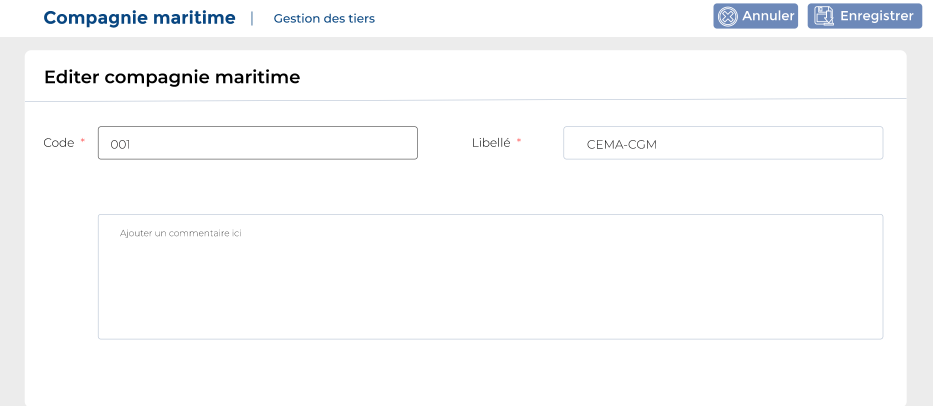 Compagnie maritime | Gestion des tiers Annuler Enregistrer
Editer compagnie maritime
Code * 001 Libellé * CEMA-CGM
Ajouter un commentaire ici